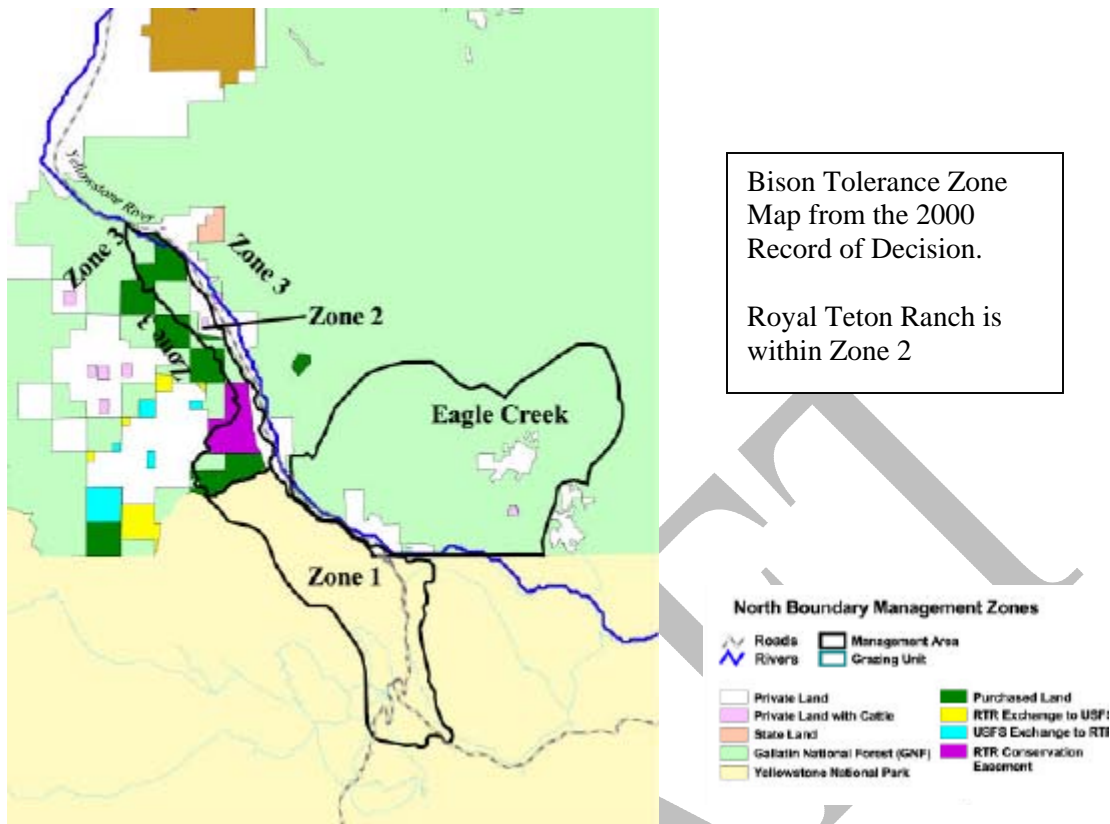 Yellowstone River
Zone 3
Zone 3
Zone 2
Zone 3
Eagle Creek
Zone 1
Bison Tolerance Zone
Map from the 2000
Record of Decision.
Royal Teton Ranch is
within Zone 2
North Boundary Management Zones
Roads
Management Area
Rivers
Grazing Unit
Private Land
Purchased Land
Private Land with Cattle
RTR Exchange to USFS
State Land
USFS Exchange to RTR
Gallatin National Forest (GNF)
RTR Conservation
Easement
Yellowstone National Park